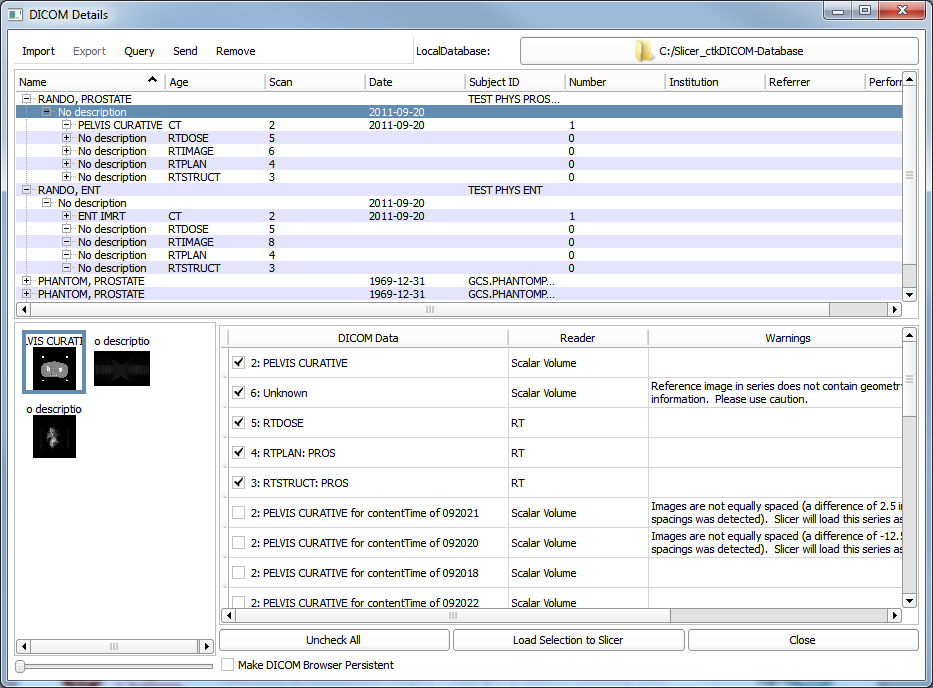 DICOM Details
Import Export Query Send Remove LocalDatabase: C:/Slicer_ctkDICOM-Database
Name Age Scan Date Subject ID Number Institution Referrer Perforn
RANDO, PROSTATE TEST PHYS PROS...
No description 2011-09-20
PELVIS CURATIVE CT 2 2011-09-20 1
No description RTDOSE 5 0
No description RTIMAGE 6 0
No description RTPLAN 4 0
No description RTSTRUCT 3 0
RANDO, ENT TEST PHYS ENT
No description 2011-09-20
ENT IMRT CT 2 2011-09-20 1
No description RTDOSE 5 0
No description RTIMAGE 8 0
No description RTPLAN 4 0
No description RTSTRUCT 3 0
PHANTOM, PROSTATE 1969-12-31 GCS.PHANTOMP...
PHANTOM, PROSTATE 1969-12-31 GCS.PHANTOMP...
LVIS CURATI o descriptio
o descriptio
DICOM Data Reader Warnings
2: PELVIS CURATIVE Scalar Volume
6: Unknown Scalar Volume Reference image in series does not contain geometry
information. Please use caution.
5: RTDOSE RT
4: RTPLAN: PROS RT
3: RTSTRUCT: PROS RT
2: PELVIS CURATIVE for contentTime of 092021 Scalar Volume Images are not equally spaced (a difference of 2.5 in
spacings was detected). Slicer will load this series as
2: PELVIS CURATIVE for contentTime of 092020 Scalar Volume Images are not equally spaced (a difference of -12.5
spacings was detected). Slicer will load this series as
2: PELVIS CURATIVE for contentTime of 092018 Scalar Volume
2: PELVIS CURATIVE for contentTime of 092022 Scalar Volume
Uncheck All Load Selection to Slicer Close
Make DICOM Browser Persistent